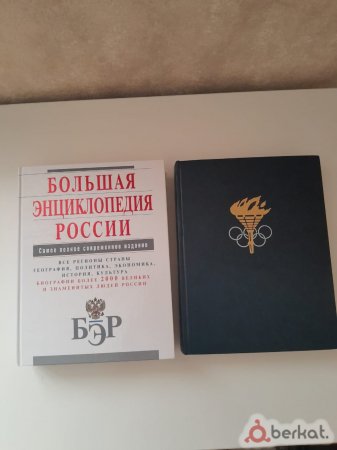 БОЛЬШАЯ
ЭНЦИКЛОПЕДИЯ
РОССИИ
Самое полное современное издание
ВСЕ РЕГИОНЫ СТРАНЫ
ГЕОГРАФИЯ, ПОЛИТИКА, ЭКОНОМИКА,
ИСТОРИЯ, КУЛЬТУРА
БИОГРАФИИ БОЛЕЕ 2000 ВЕЛИКИХ
И ЗНАМЕНИТЫХ ЛЮДЕЙ РОССИИ
БЭР
berkat.